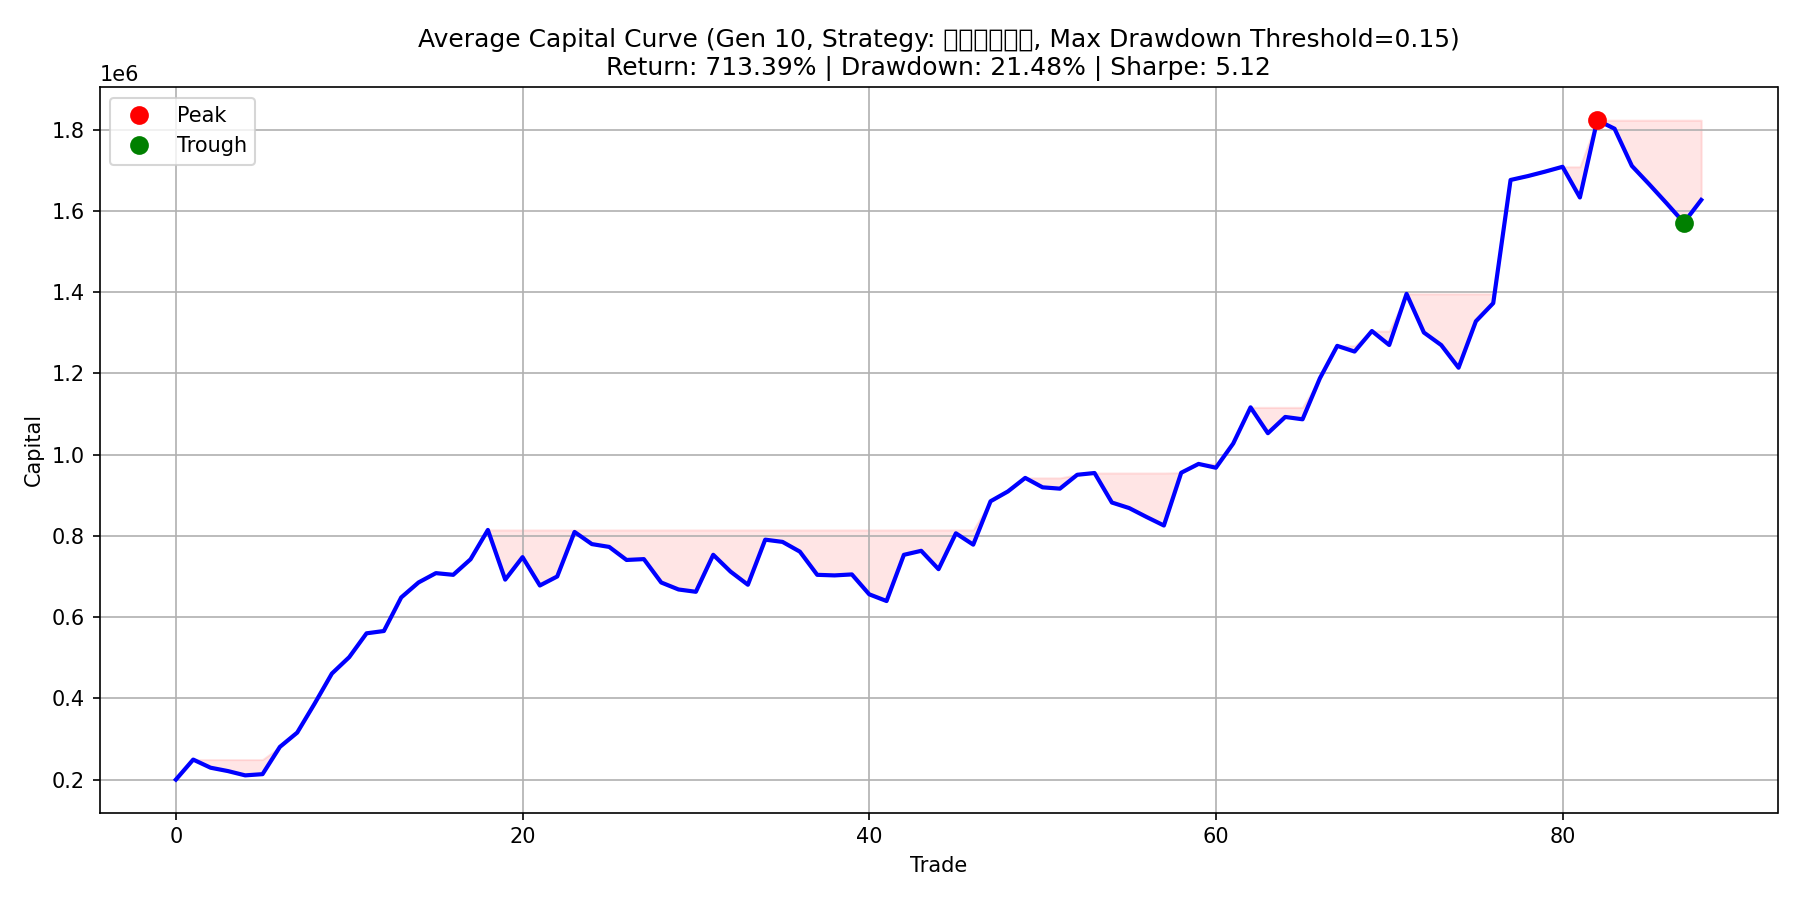 Average Capital Curve (Gen 10, Strategy: □□□□□□, Max Drawdown Threshold=0.15)
Return: 713.39% | Drawdown: 21.48% | Sharpe: 5.12
1e6
Peak
Trough
1.8
1.6
1.4
1.2
1.0
0.8
0.6
0.4
0.2
Capital
0 20 40 60 80
Trade